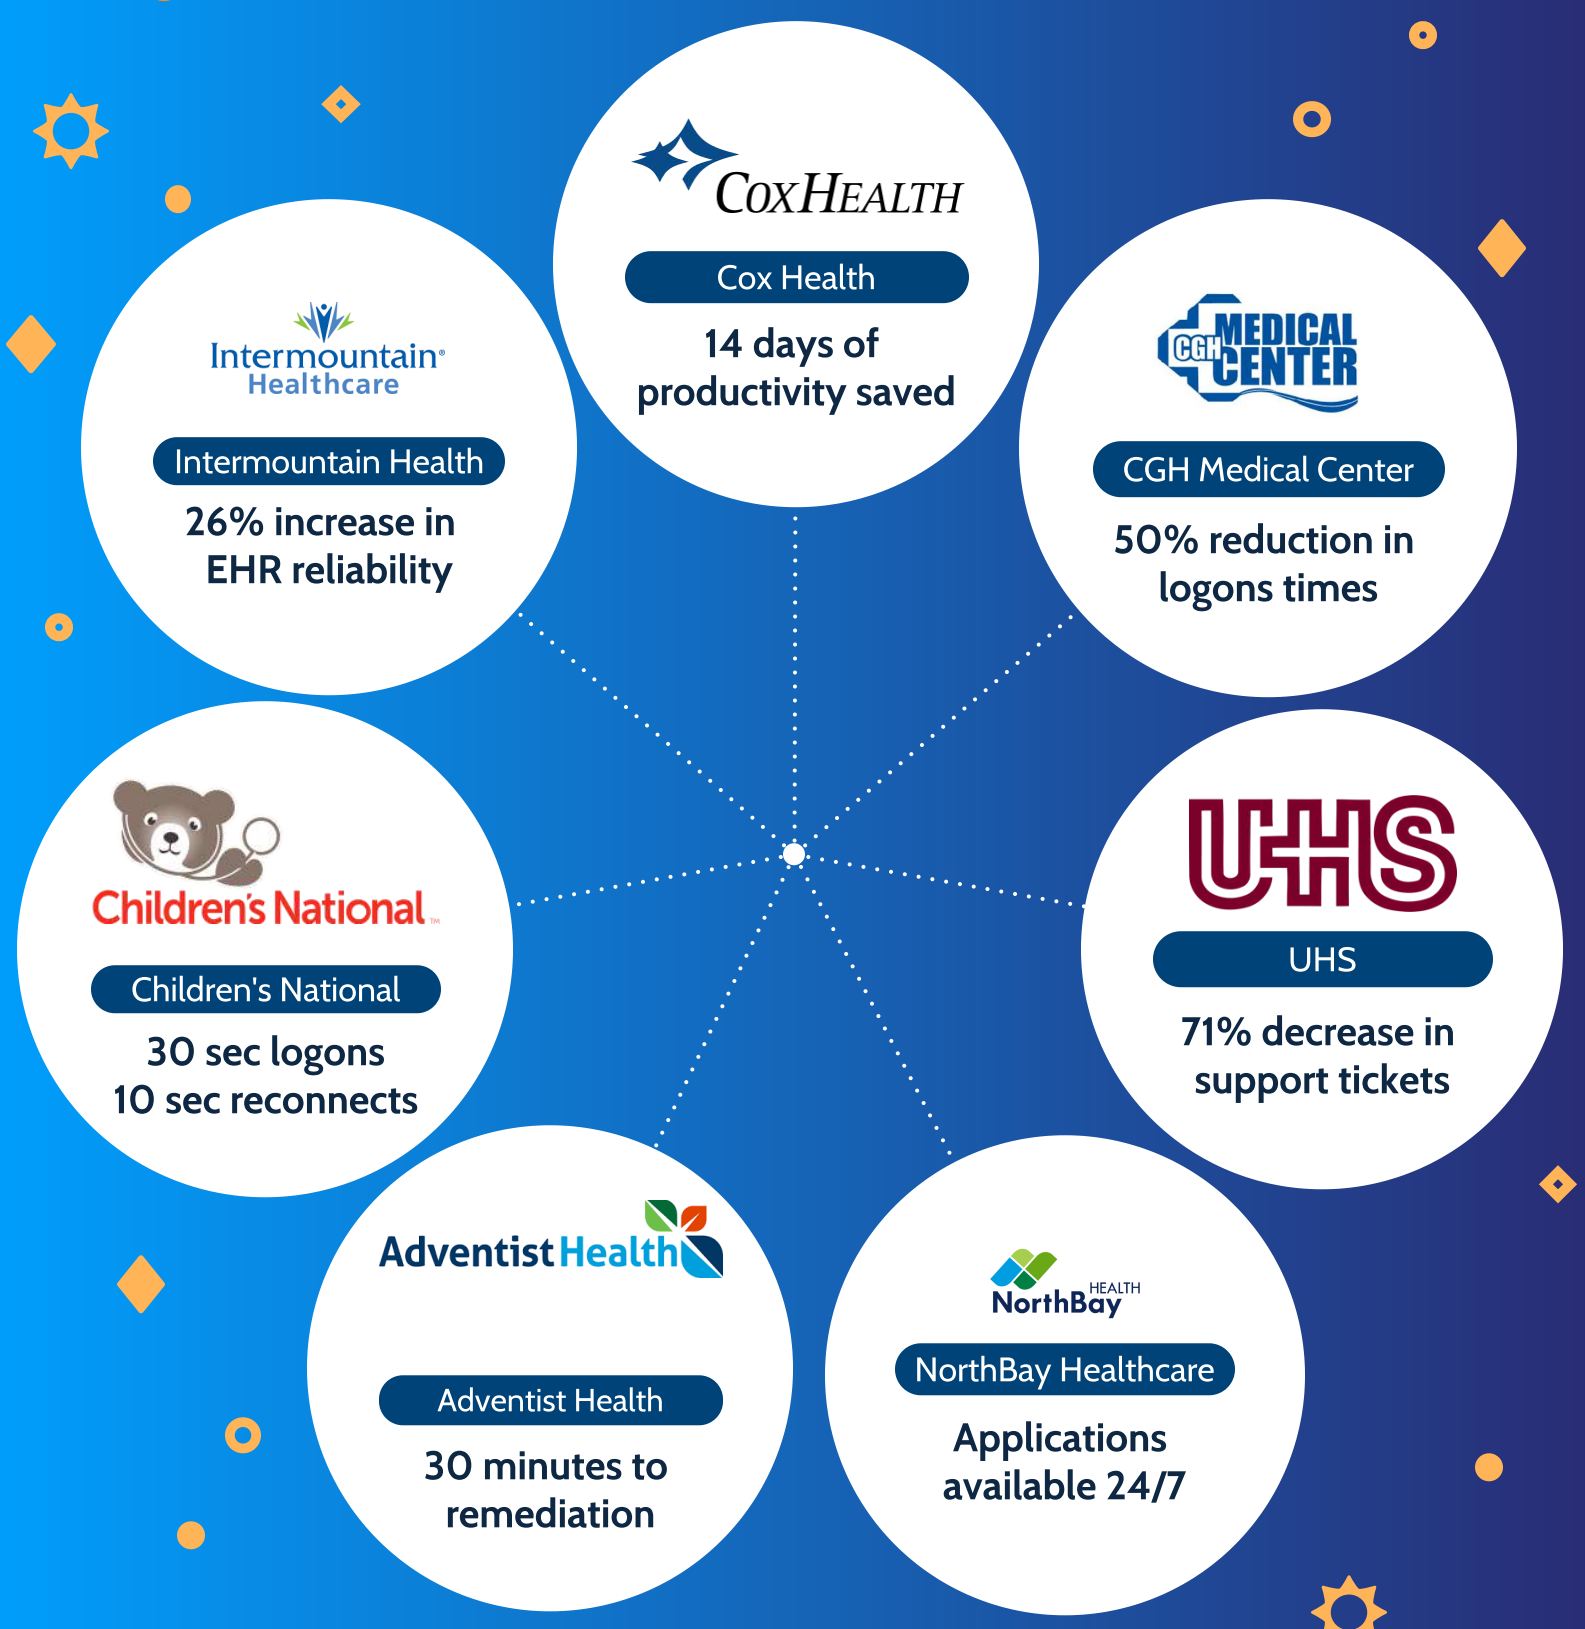 CoxHealth
Cox Health
14 days of
productivity saved
CGH
MEDICAL
CENTER
CGH Medical Center
50% reduction in
logons times
UHS
UHS
71% decrease in
support tickets
HEALTH
NorthBay
NorthBay Healthcare
Applications
available 24/7
Adventist Health
Adventist Health
30 minutes to
remediation
Children's National ™
Children's National
30 sec logons
10 sec reconnects
Intermountain®
Healthcare
Intermountain Health
26% increase in
EHR reliability